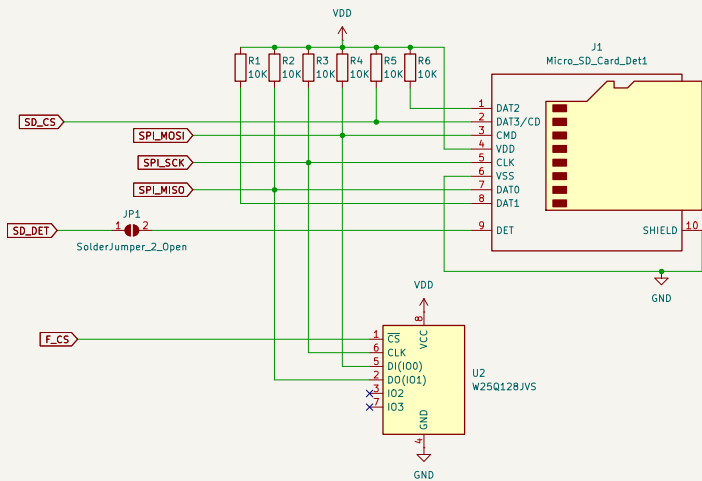 VDD
J1
Micro_SD_Card_Det1
R1 R2 R3 R4 R5 R6
10K 10K 10K 10K 10K 10K
1 DAT2
SD_CS
2 DAT3/CD
SPI_MOSI
3 CMD
4 VDD
SPI_SCK
5 CLK
6 VSS
SPI_MISO
7 DAT0
8 DAT1
JP1
SD_DET
1 2
9 DET
SHIELD 10
SolderJumper_2_Open
GND
VDD
8
VCC
F_CS
1 CS
6 CLK
5 DI(IO0)
2 DO(IO1)
3 IO2
7 IO3
U2
W25Q128JVS
GND
4
GND